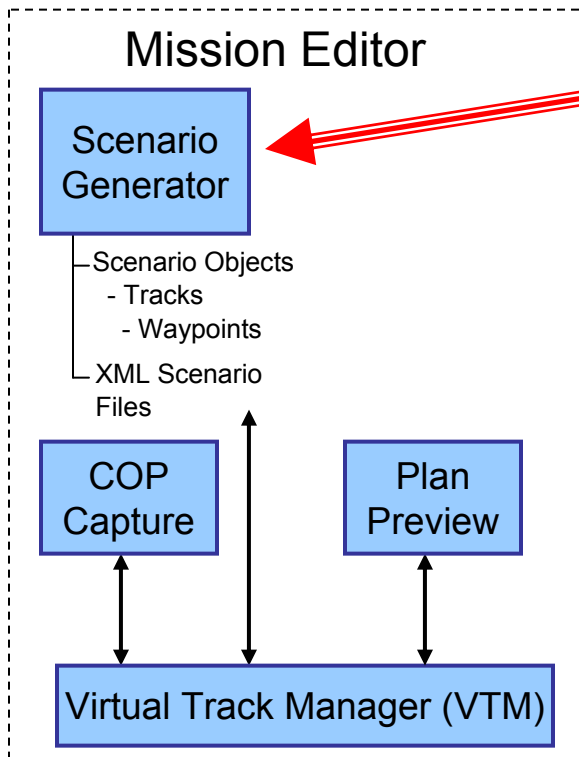 Mission Editor
Scenario
Generator
Scenario Objects
- Tracks
- Waypoints
XML Scenario
Files
COP
Capture
Plan
Preview
Virtual Track Manager (VTM)